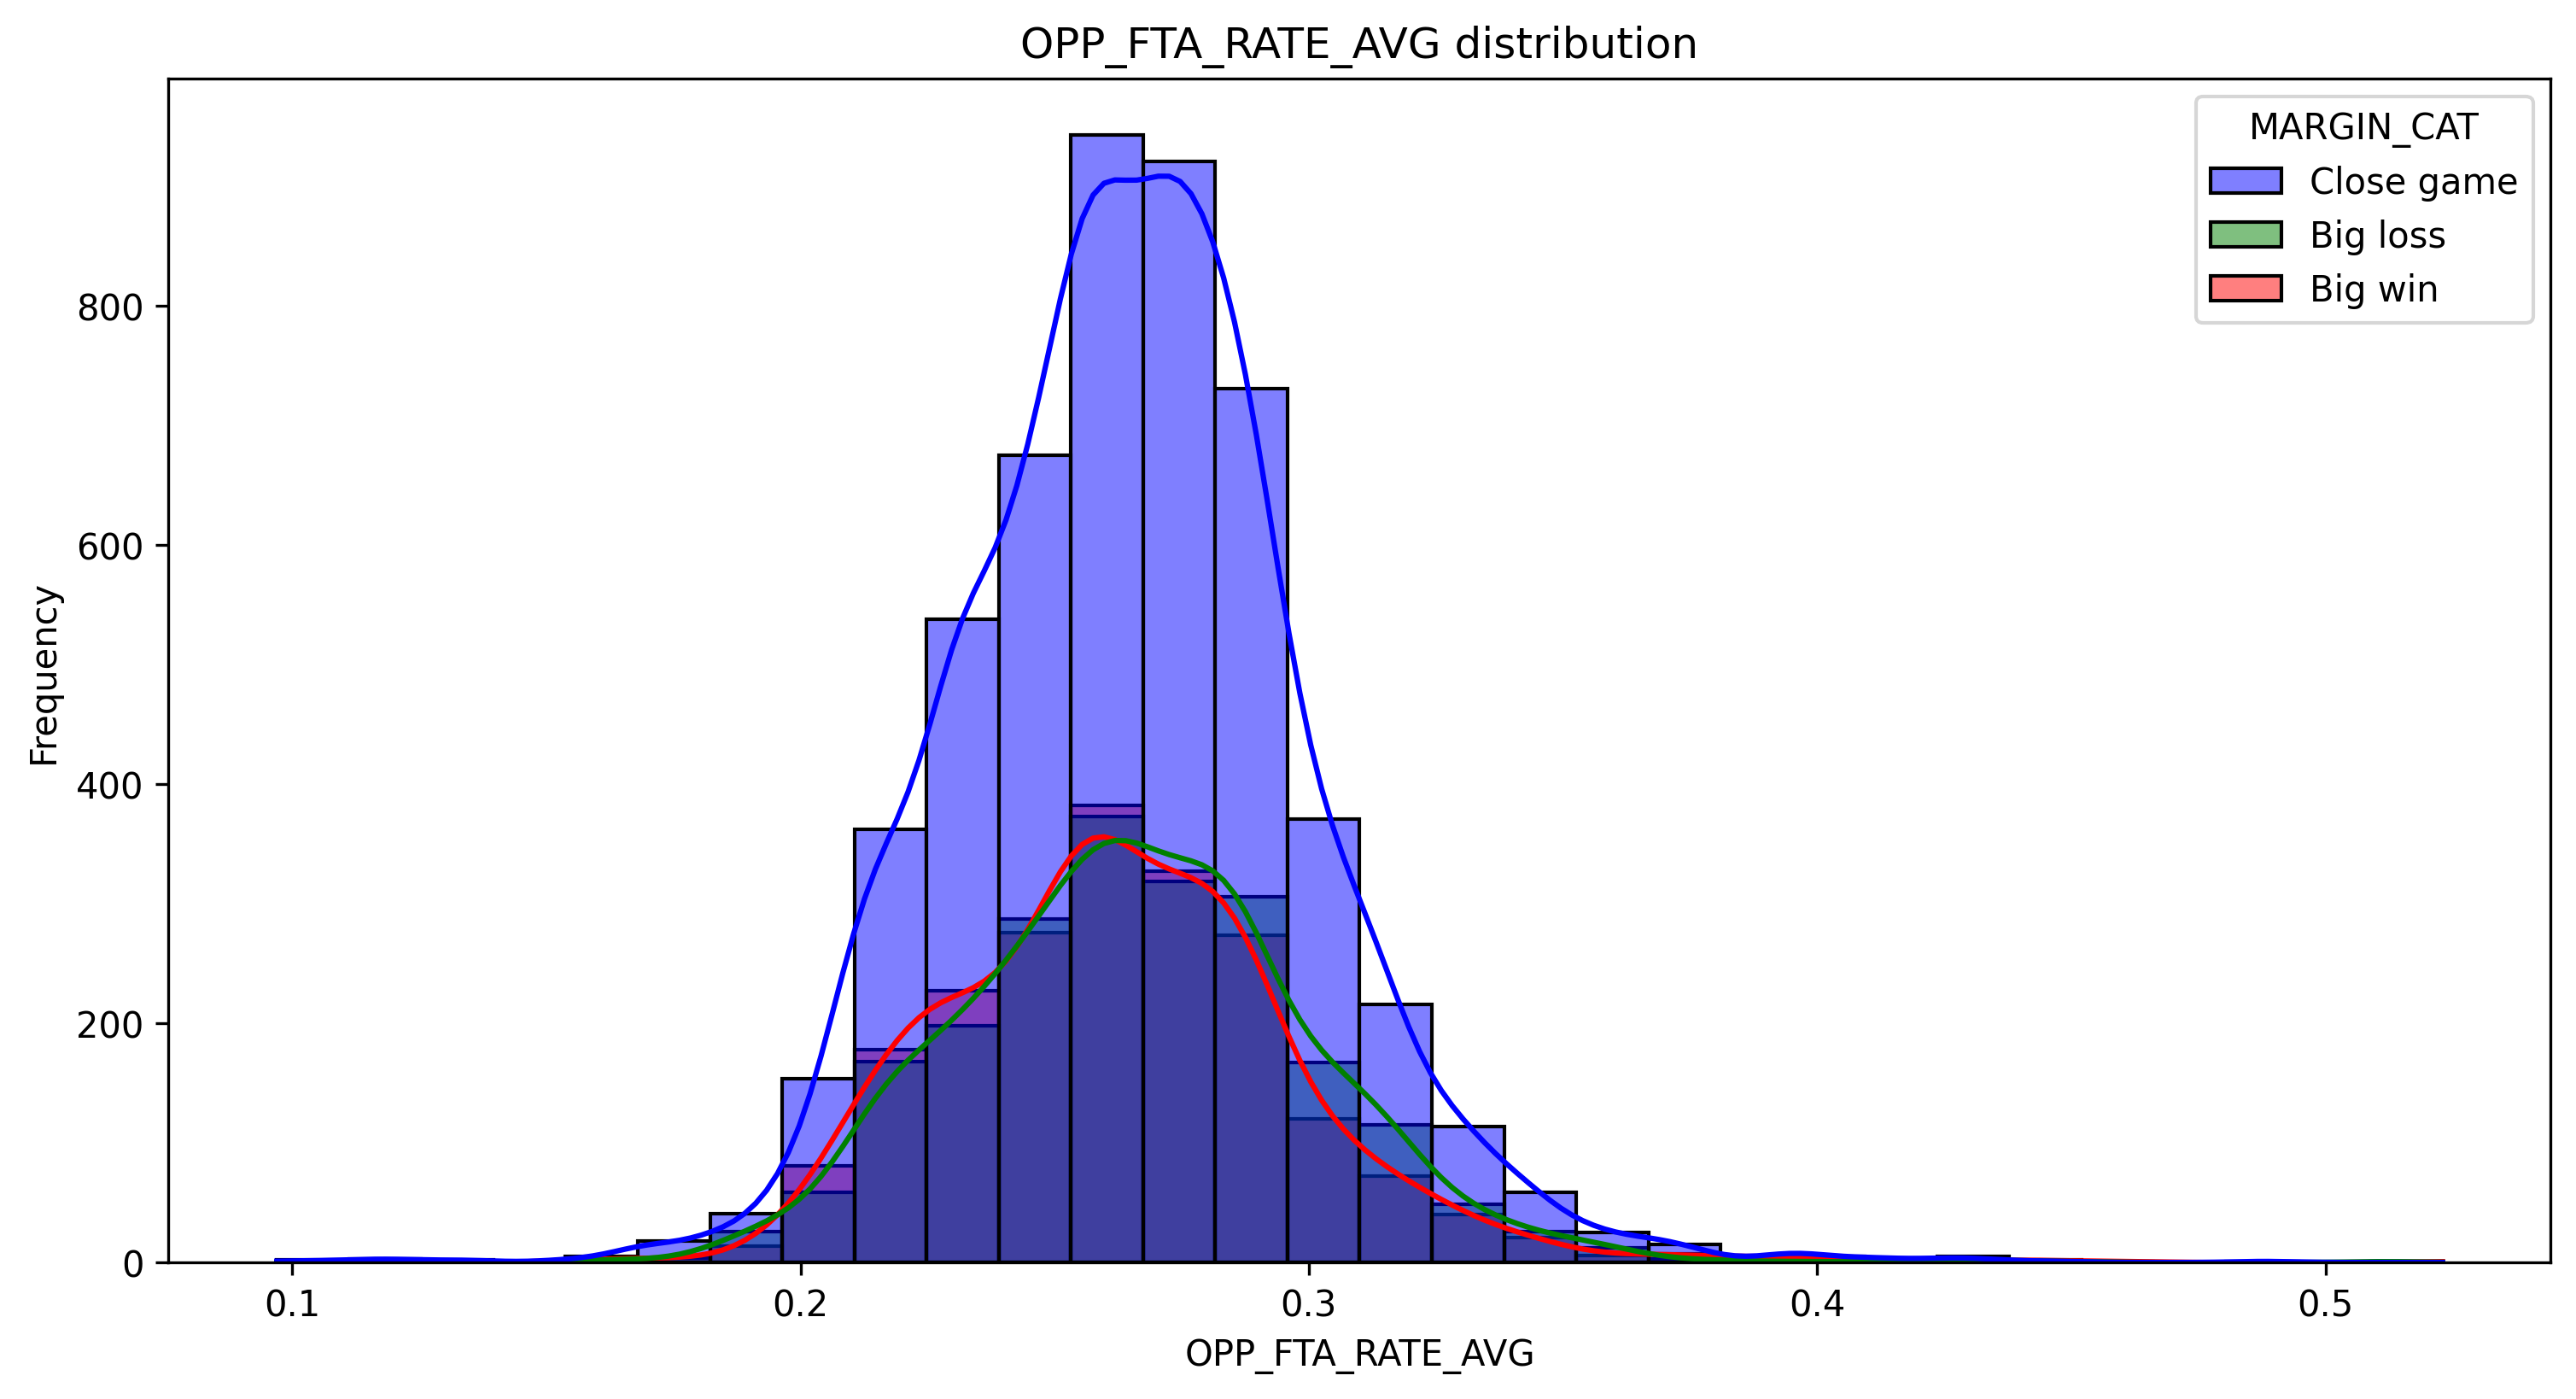 OPP_FTA_RATE_AVG distribution
MARGIN_CAT
Close game
Big loss
Big win
Frequency
800
600
400
200
0
0.1 0.2 0.3 0.4 0.5
OPP_FTA_RATE_AVG